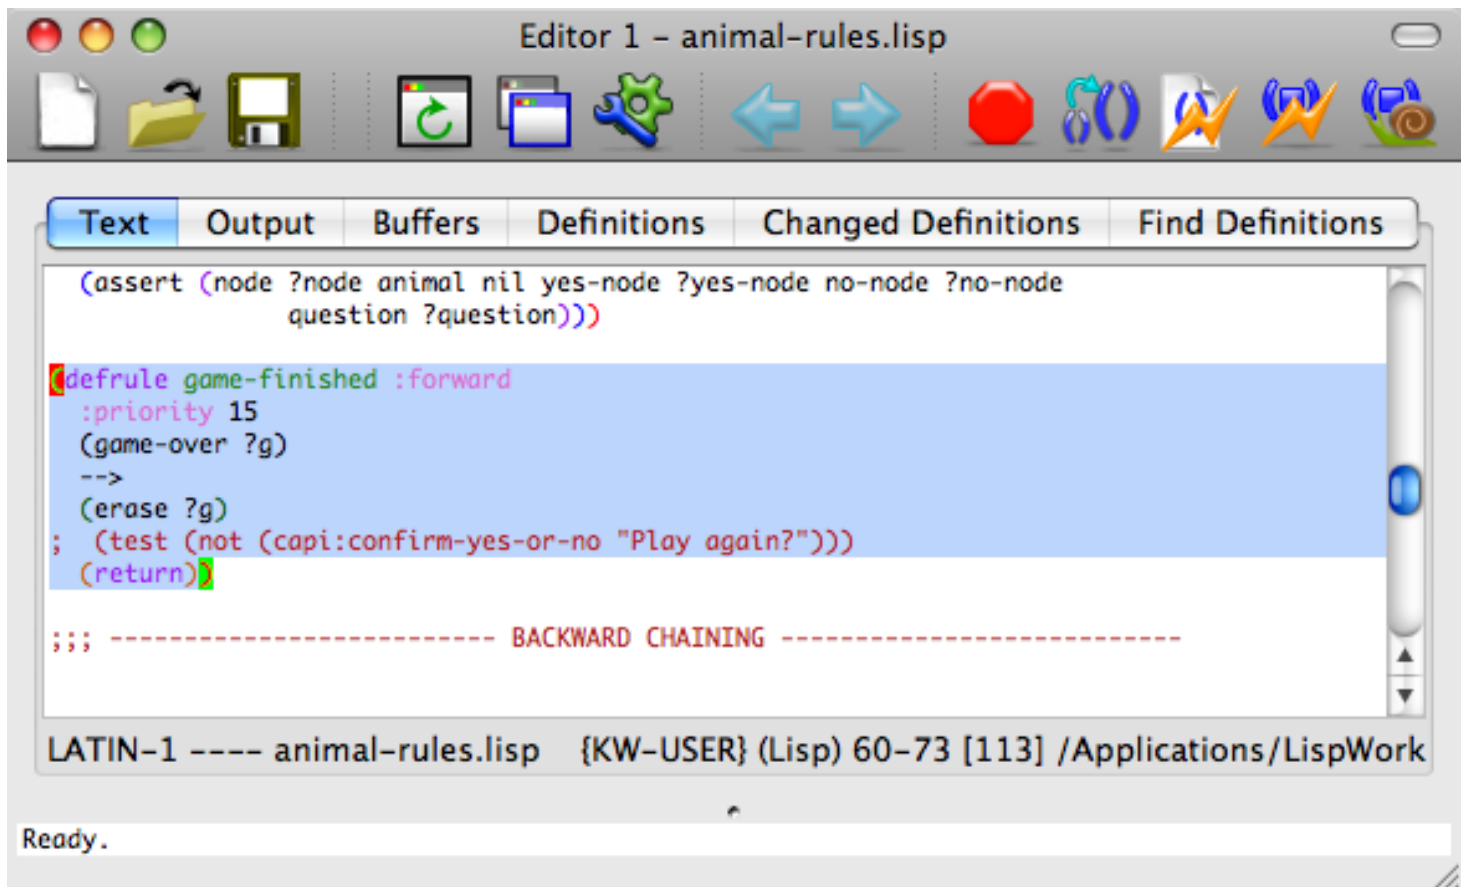 Editor 1 – animal-rules.lisp
Text Output Buffers Definitions Changed Definitions Find Definitions
(assert (node ?node animal nil yes-node ?yes-node no-node ?no-node
question ?question)))
(defrule game-finished :forward
:priority 15
(game-over ?g)
-->
(erase ?g)
;  (test (not (capi:confirm-yes-or-no "Play again?")))
(return))
;;; -------------------------- BACKWARD CHAINING ---------------------------
LATIN-1 ---- animal-rules.lisp {KW-USER} (Lisp) 60-73 [113] /Applications/LispWork
Ready.